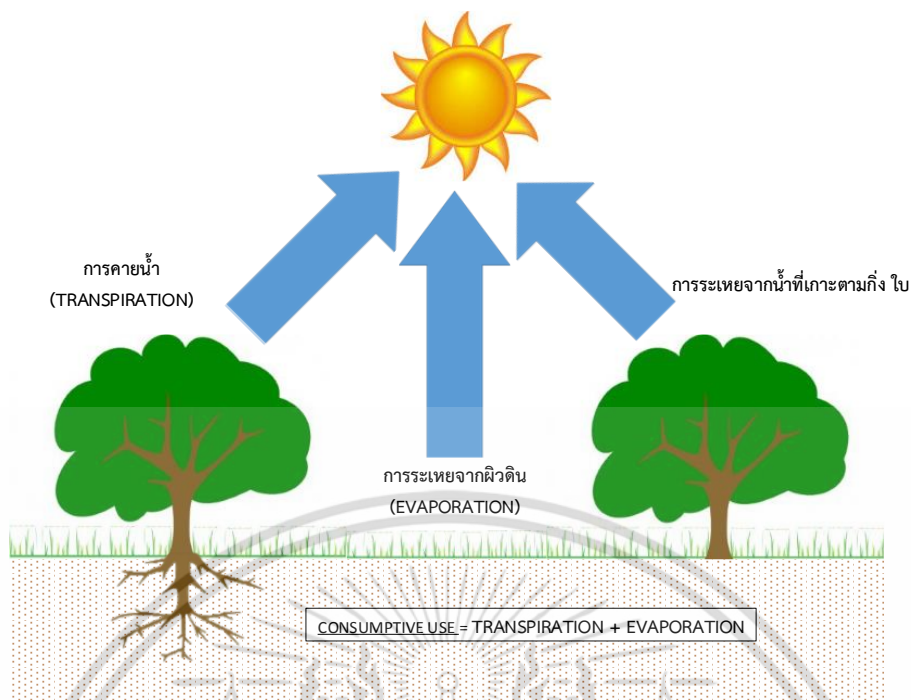 การคายน้ำ
(TRANSPIRATION)
การระเหยจากน้ำที่เกาะตามกิ่ง ใบ
การระเหยจากผิวดิน
(EVAPORATION)
CONSUMPTIVE USE = TRANSPIRATION + EVAPORATION